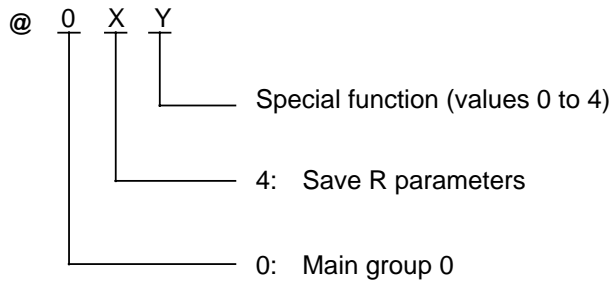 @ 0 X Y
Special function (values 0 to 4)
4: Save R parameters
0: Main group 0